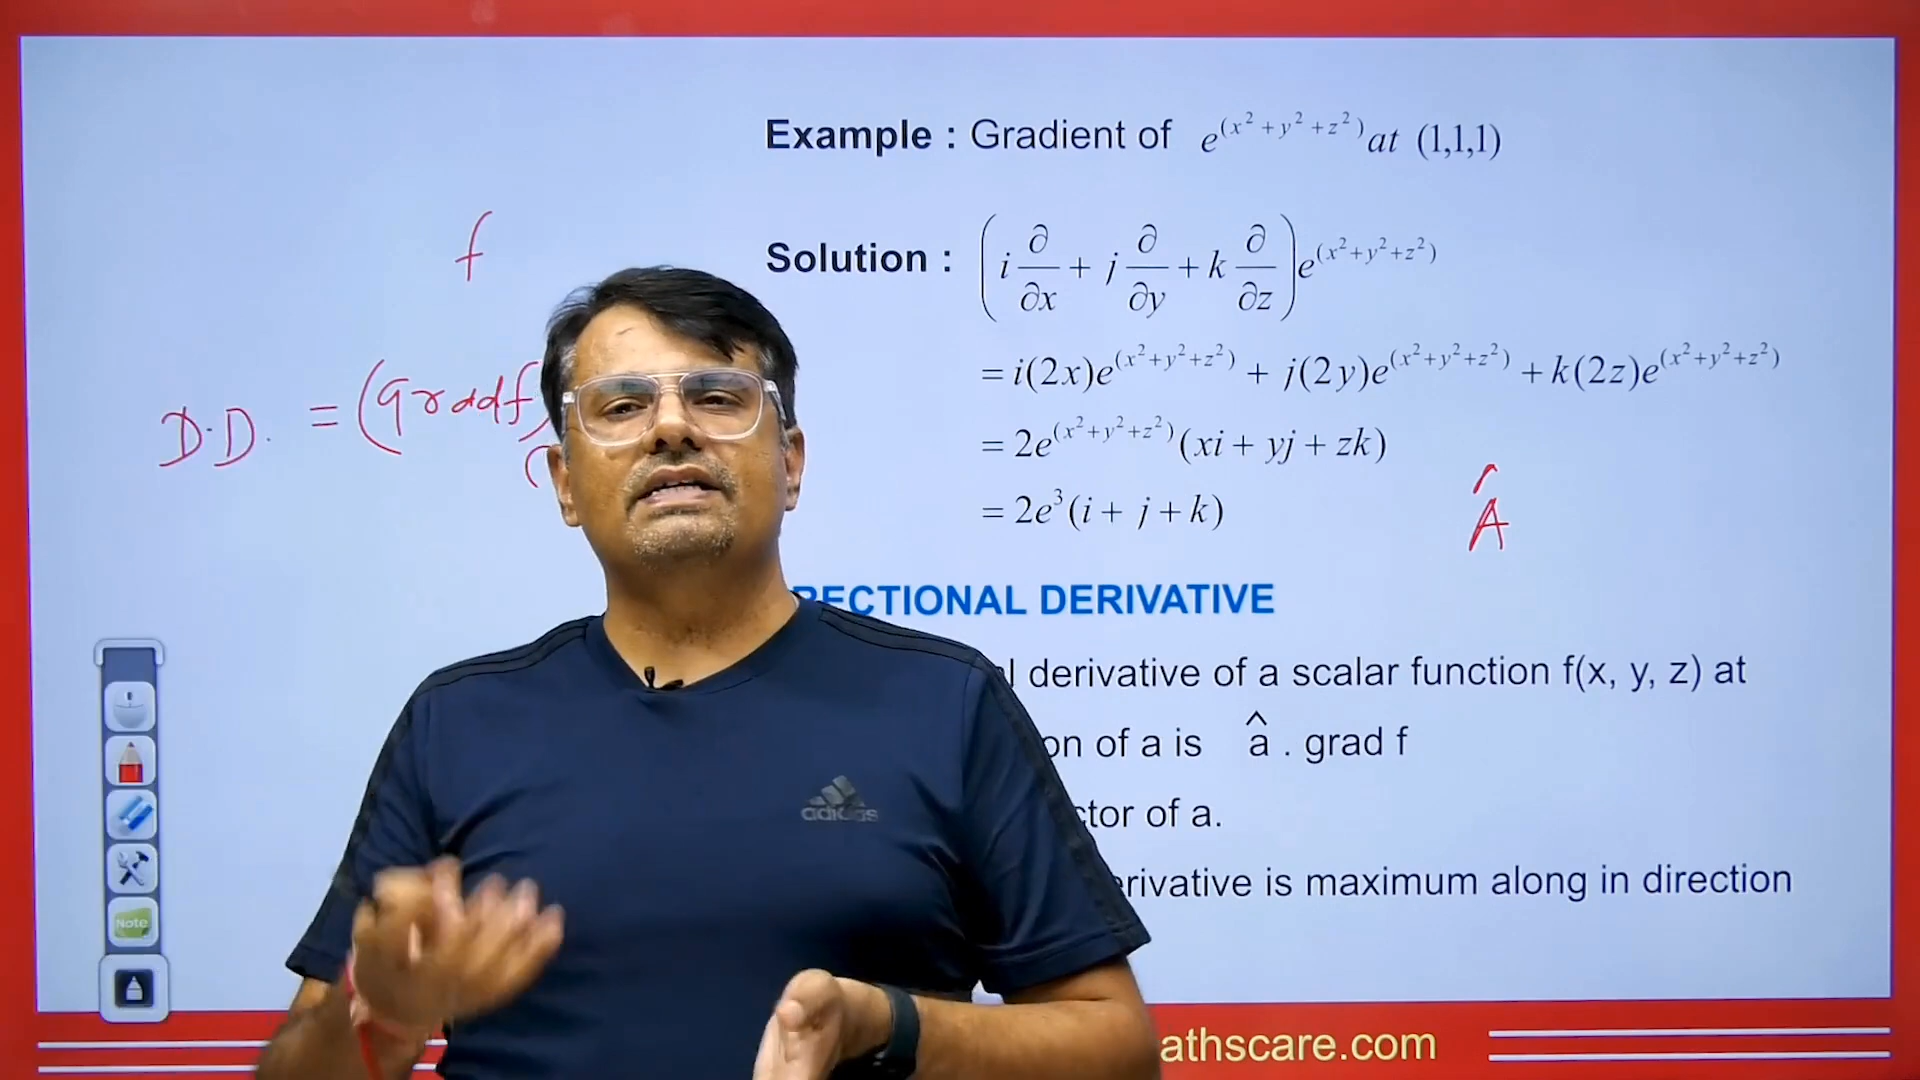 Example : Gradient of e^(x²+y²+z²) at (1,1,1)
f
Solution : (i ∂/∂x + j ∂/∂y + k ∂/∂z) e^(x²+y²+z²)
= i(2x)e^(x²+y²+z²) + j(2y)e^(x²+y²+z²) + k(2z)e^(x²+y²+z²)
D.D. = (grad f)
= 2e^(x²+y²+z²) (xi + yj + zk)
= 2e³(i + j + k)
Â
RECTIONAL DERIVATIVE
l derivative of a scalar function f(x, y, z) at
on of a is â . grad f
ctor of a.
erivative is maximum along in direction
adidas
Note
athscare.com